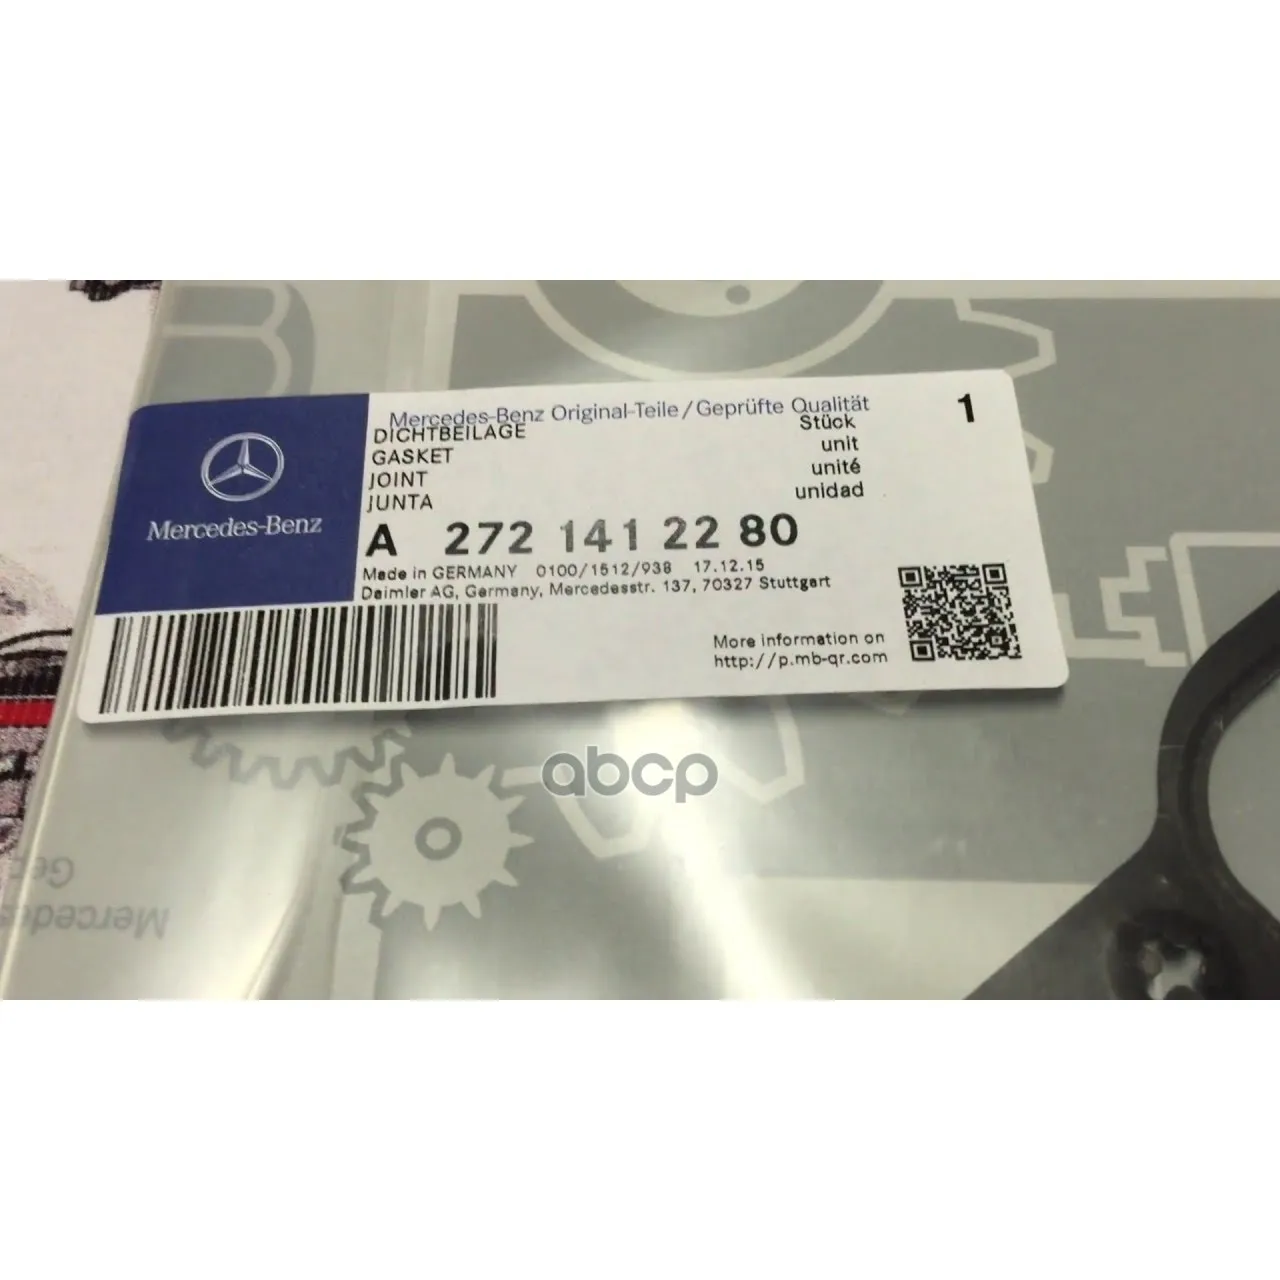 Mercedes-Benz Original-Teile/Geprüfte Qualität
DICHTBEILAGE Stück 1
GASKET unit
JOINT unité
JUNTA unidad
Mercedes-Benz
A 272 141 22 80
Made in GERMANY 0100/1512/938 17.12.15
Daimler AG, Germany, Mercedesstr. 137, 70327 Stuttgart
More information on
http://p.mb-qr.com
abcp
Ger
Mercedes